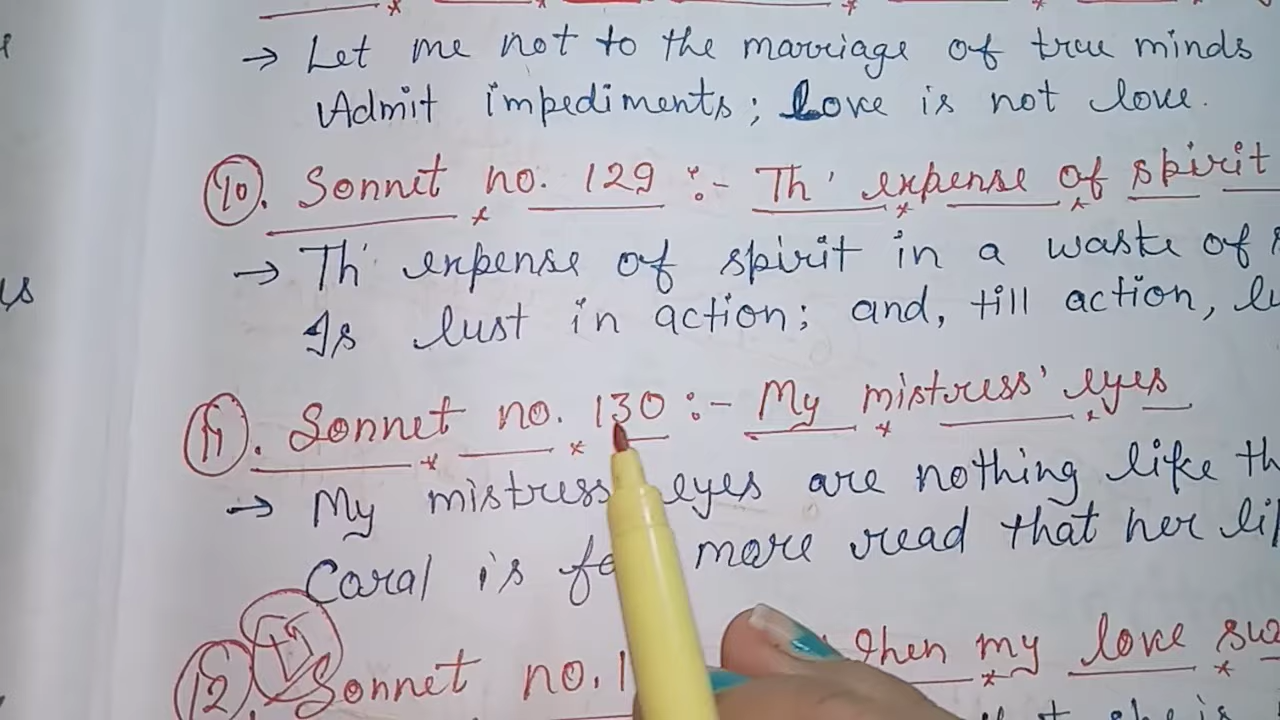 → Let me not to the marriage of true minds
Admit impediments; Love is not love.
10. Sonnet no. 129 :- Th' expense of spirit
→ Th' expense of spirit in a waste of
Is lust in action; and, till action,
11. Sonnet no. 130 :- My mistress' eyes
→ My mistress eyes are nothing like
Caral is more read that her
12. Sonnet no. 1 When my love